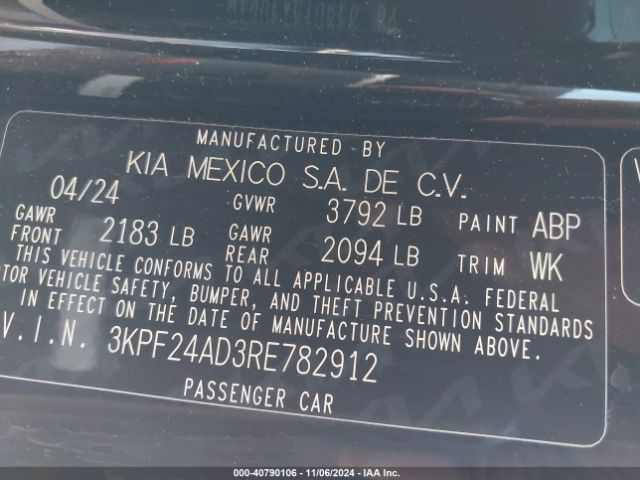 MANUFACTURED BY
KIA MEXICO S.A. DE C.V.
04/24 GVWR 3792 LB PAINT ABP
GAWR FRONT 2183 LB GAWR REAR 2094 LB TRIM WK
THIS VEHICLE CONFORMS TO ALL APPLICABLE U.S.A. FEDERAL
MOTOR VEHICLE SAFETY, BUMPER, AND THEFT PREVENTION STANDARDS
IN EFFECT ON THE DATE OF MANUFACTURE SHOWN ABOVE.
V.I.N. 3KPF24AD3RE782912
PASSENGER CAR
000-40790106 - 11/06/2024 - IAA Inc.